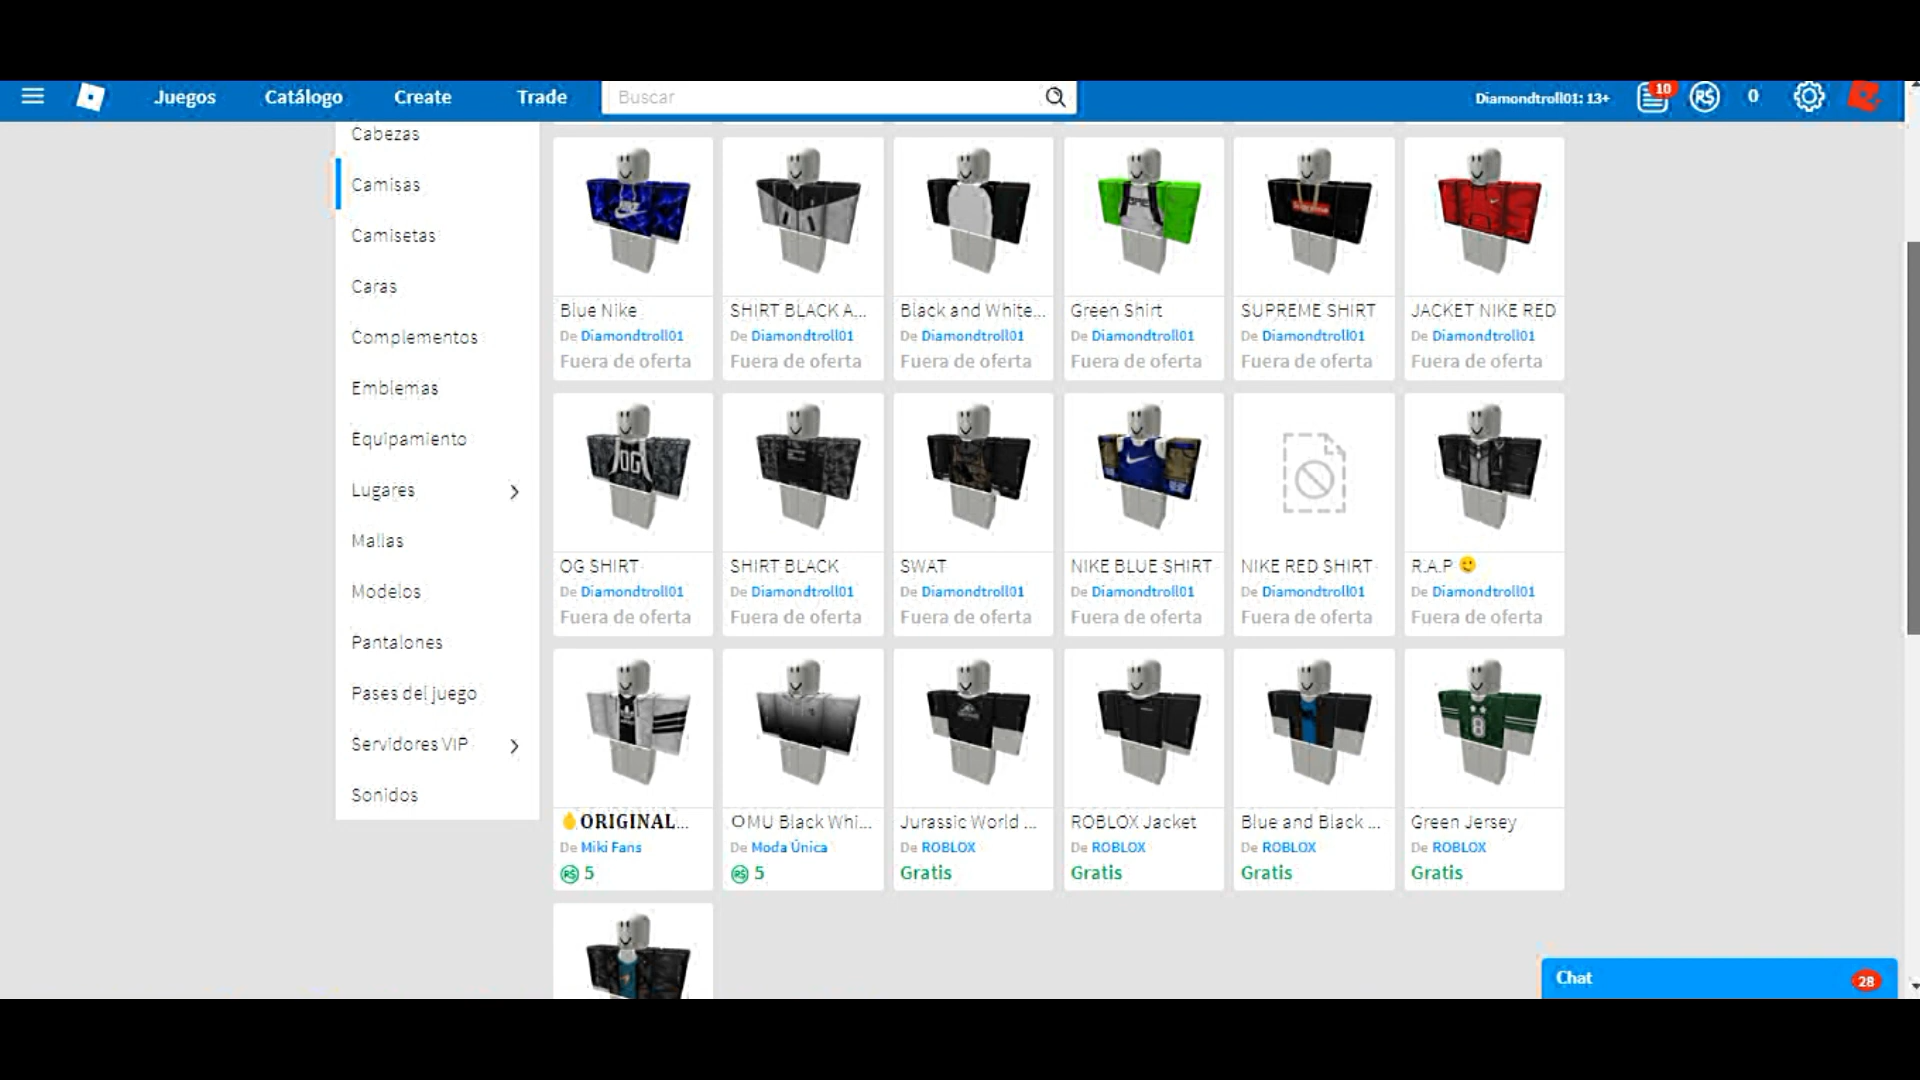 Juegos Catálogo Create Trade Buscar Diamondtroll01: 13+ 10 R$ 0
Cabezas
Camisas
Camisetas
Caras
Complementos
Emblemas
Equipamiento
Lugares
Mallas
Modelos
Pantalones
Pases del juego
Servidores VIP
Sonidos
Blue Nike
De Diamondtroll01
Fuera de oferta
SHIRT BLACK A...
De Diamondtroll01
Fuera de oferta
Black and White...
De Diamondtroll01
Fuera de oferta
Green Shirt
De Diamondtroll01
Fuera de oferta
Supreme
SUPREME SHIRT
De Diamondtroll01
Fuera de oferta
JACKET NIKE RED
De Diamondtroll01
Fuera de oferta
OG
OG SHIRT
De Diamondtroll01
Fuera de oferta
SHIRT BLACK
De Diamondtroll01
Fuera de oferta
SWAT
De Diamondtroll01
Fuera de oferta
NIKE BLUE SHIRT
De Diamondtroll01
Fuera de oferta
NIKE RED SHIRT
De Diamondtroll01
Fuera de oferta
R.A.P
De Diamondtroll01
Fuera de oferta
ORIGINAL...
De Miki Fans
R$ 5
OMU Black Whi...
De Moda Única
R$ 5
Jurassic World ...
De ROBLOX
Gratis
ROBLOX Jacket
De ROBLOX
Gratis
Blue and Black ...
De ROBLOX
Gratis
8
Green Jersey
De ROBLOX
Gratis
Chat 28